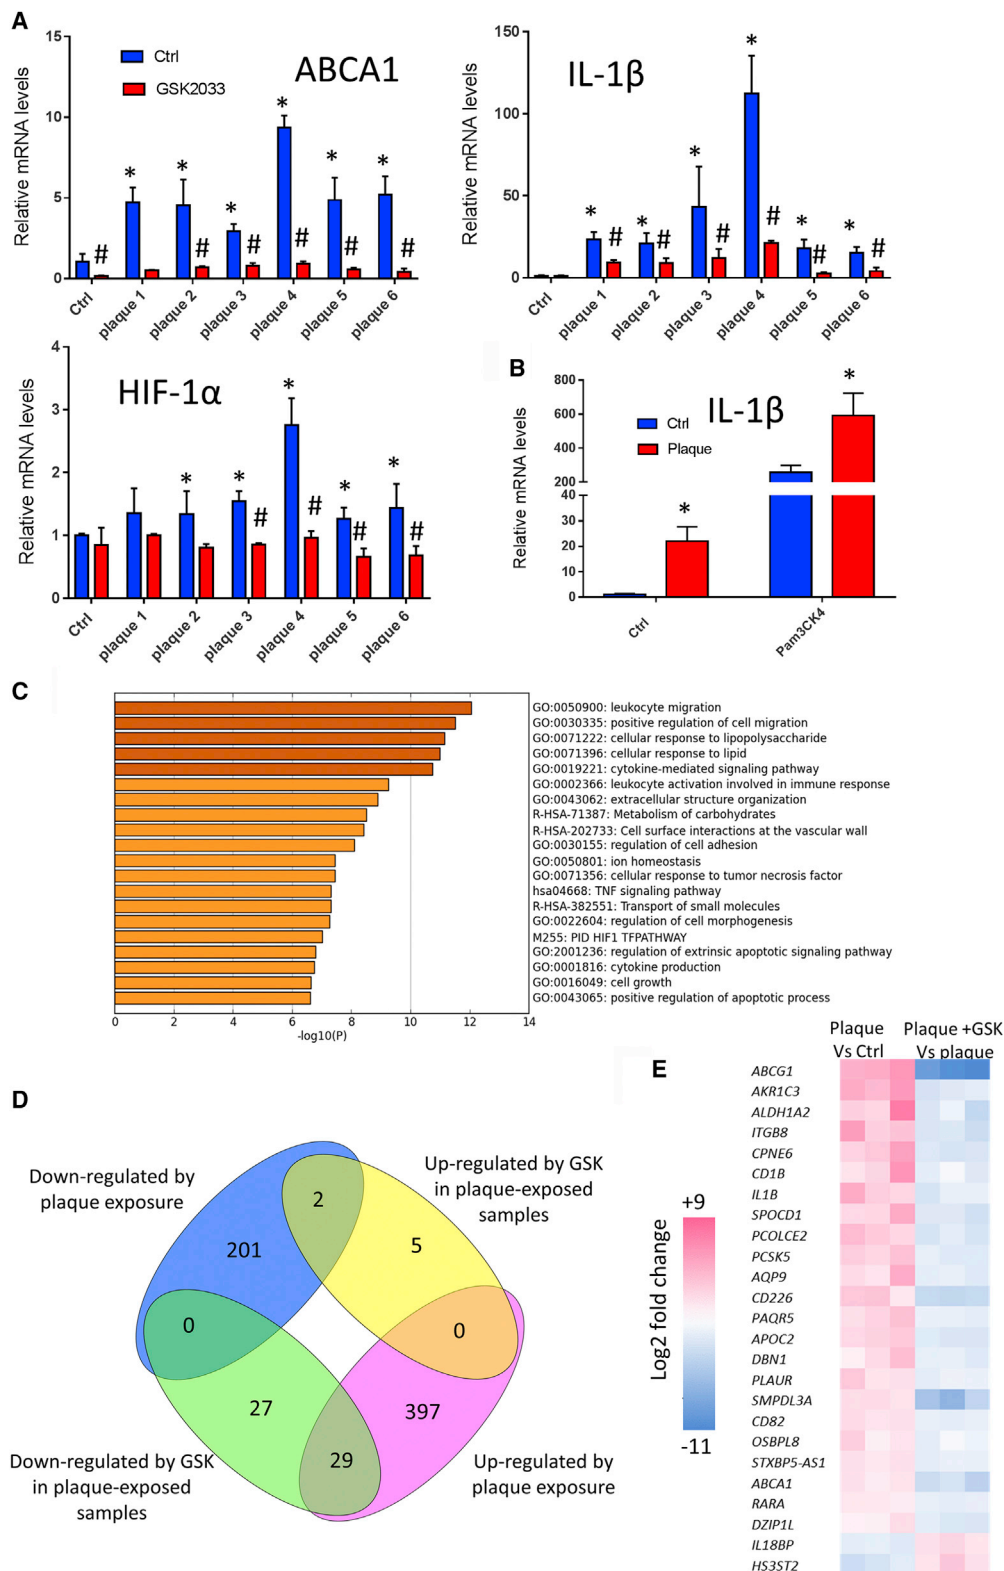 A
15
10
5
0
Relative mRNA levels
Ctrl
GSK2033
ABCA1
*
*
*
*
*
*
#
#
#
#
#
#
Ctrl
plaque 1
plaque 2
plaque 3
plaque 4
plaque 5
plaque 6
150
100
50
0
Relative mRNA levels
IL-1β
*
*
*
*
*
*
#
#
#
#
#
#
Ctrl
plaque 1
plaque 2
plaque 3
plaque 4
plaque 5
plaque 6
4
3
2
1
0
Relative mRNA levels
HIF-1α
*
*
*
*
*
#
#
#
#
Ctrl
plaque 1
plaque 2
plaque 3
plaque 4
plaque 5
plaque 6
B
800
600
400
200
40
30
20
10
0
Relative mRNA levels
IL-1β
Ctrl
Plaque
*
*
Ctrl
Pam3CK4
C
GO:0050900: leukocyte migration
GO:0030335: positive regulation of cell migration
GO:0071222: cellular response to lipopolysaccharide
GO:0071396: cellular response to lipid
GO:0019221: cytokine-mediated signaling pathway
GO:0002366: leukocyte activation involved in immune response
GO:0043062: extracellular structure organization
R-HSA-71387: Metabolism of carbohydrates
R-HSA-202733: Cell surface interactions at the vascular wall
GO:0030155: regulation of cell adhesion
GO:0050801: ion homeostasis
GO:0071356: cellular response to tumor necrosis factor
hsa04668: TNF signaling pathway
R-HSA-382551: Transport of small molecules
GO:0022604: regulation of cell morphogenesis
M255: PID HIF1 TFPATHWAY
GO:2001236: regulation of extrinsic apoptotic signaling pathway
GO:0001816: cytokine production
GO:0016049: cell growth
GO:0043065: positive regulation of apoptotic process
0 2 4 6 8 10 12 14
-log10(P)
D
Down-regulated by
plaque exposure
Up-regulated by GSK
in plaque-exposed
samples
2
201
5
0
0
27
397
29
Down-regulated by GSK
in plaque-exposed
samples
Up-regulated by
plaque exposure
E
Plaque
Vs Ctrl
Plaque +GSK
Vs plaque
+9
Log2 fold change
-11
ABCG1
AKR1C3
ALDH1A2
ITGB8
CPNE6
CD1B
IL1B
SPOCD1
PCOLCE2
PCSK5
AQP9
CD226
PAQR5
APOC2
DBN1
PLAUR
SMPDL3A
CD82
OSBPL8
STXBP5-AS1
ABCA1
RARA
DZIP1L
IL18BP
HS3ST2